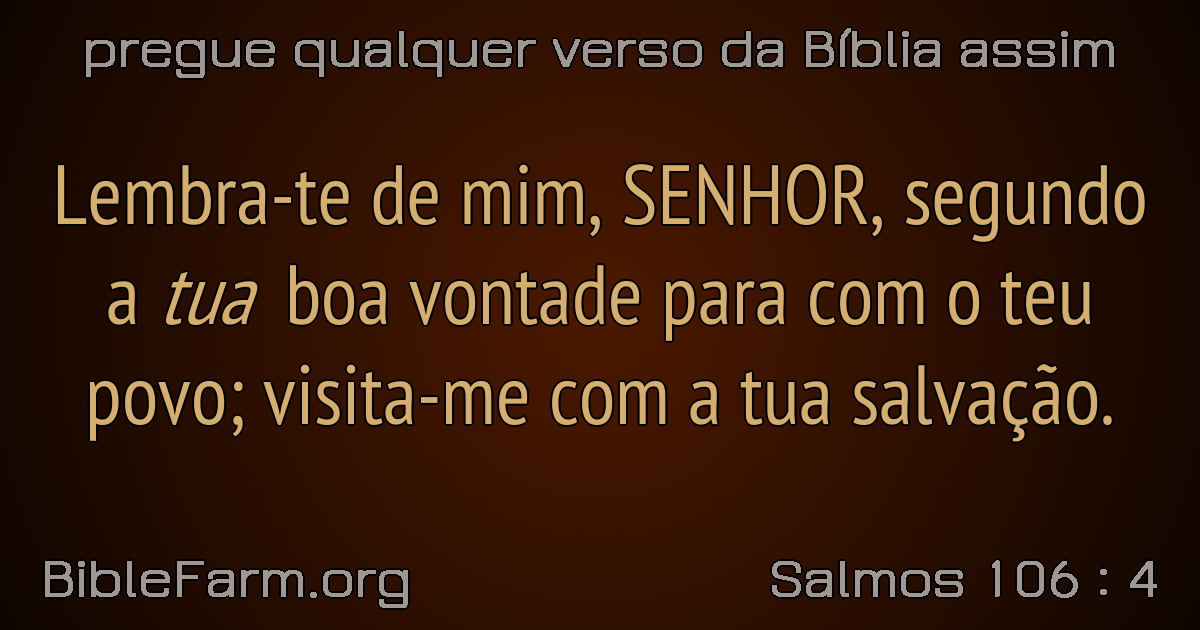 pregue qualquer verso da Bíblia assim
Lembra-te de mim, SENHOR, segundo
a tua boa vontade para com o teu
povo; visita-me com a tua salvação.
BibleFarm.org
Salmos 106 : 4